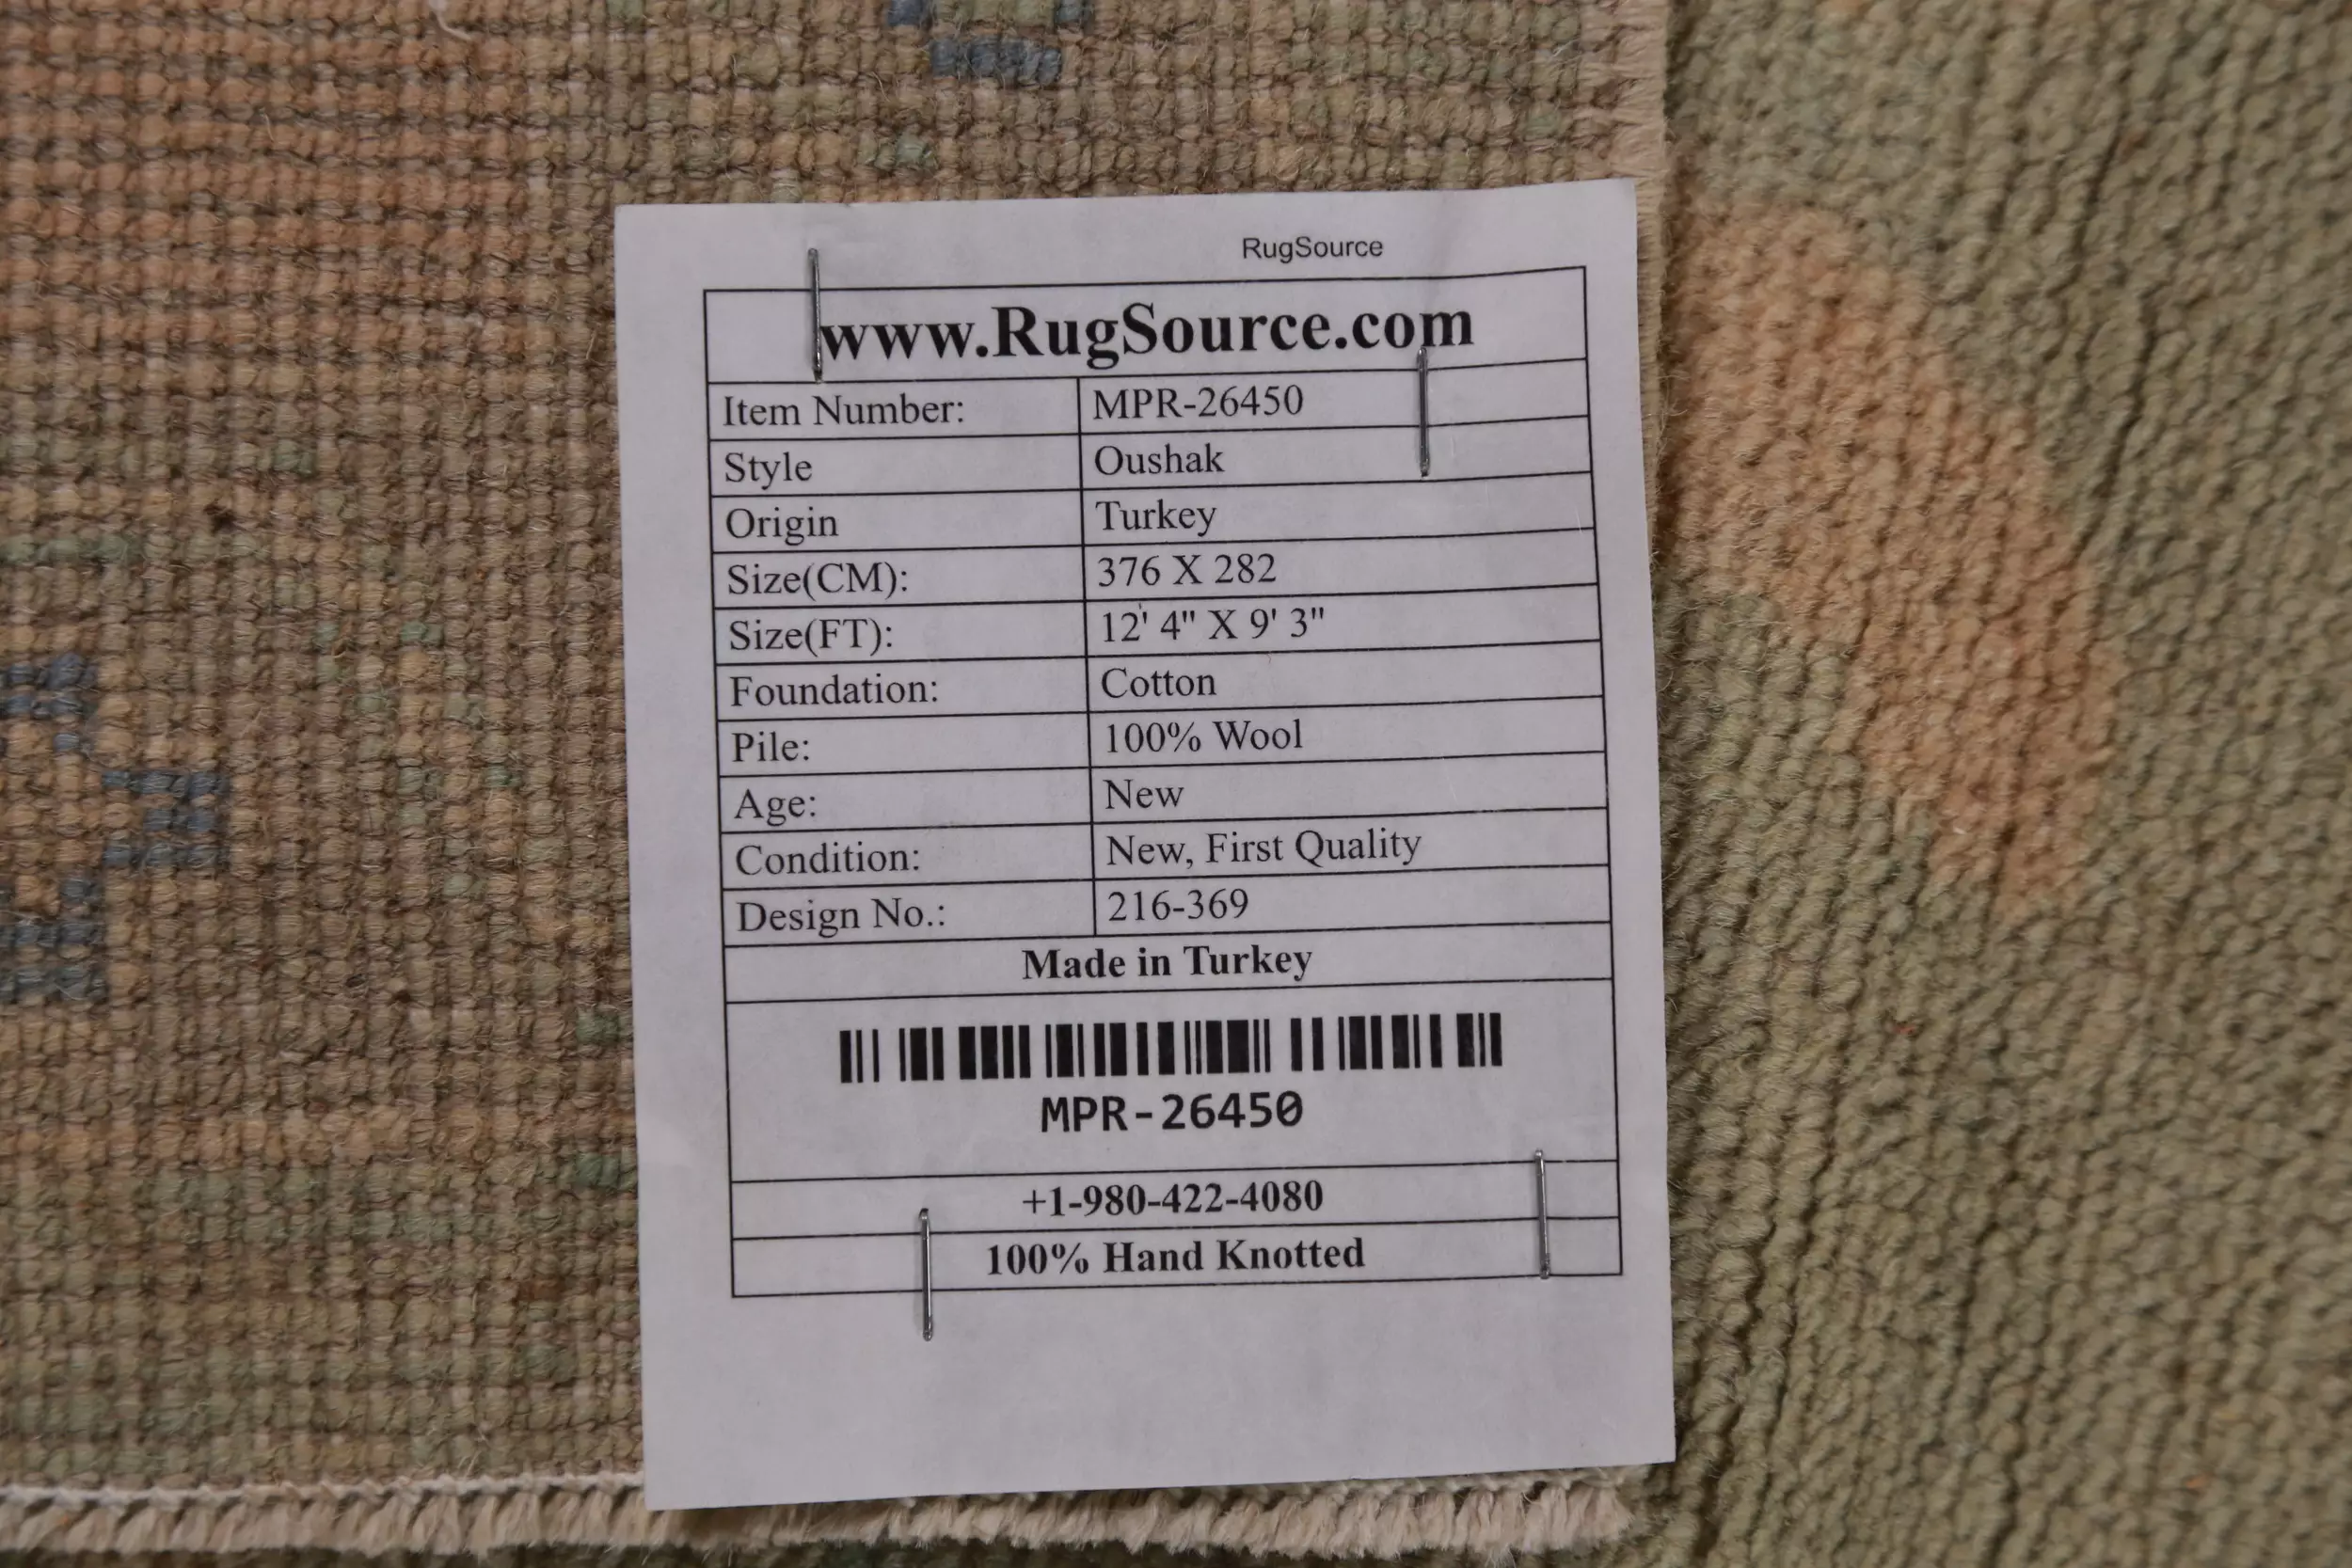 RugSource
www.RugSource.com
Item Number: MPR-26450
Style Oushak
Origin Turkey
Size(CM): 376 X 282
Size(FT): 12' 4" X 9' 3"
Foundation: Cotton
Pile: 100% Wool
Age: New
Condition: New, First Quality
Design No.: 216-369
Made in Turkey
MPR-26450
+1-980-422-4080
100% Hand Knotted